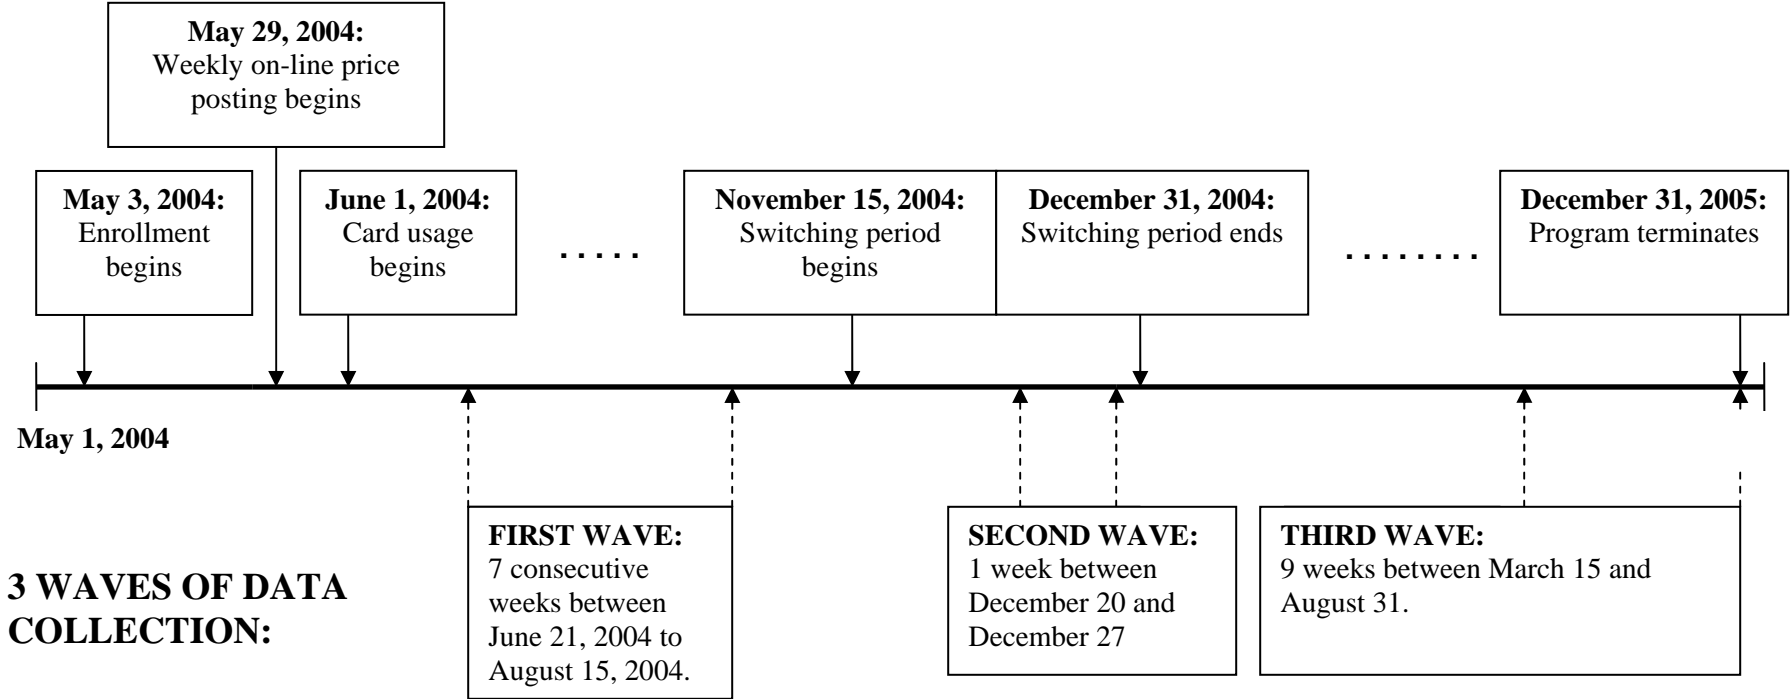 May 29, 2004:
Weekly on-line price
posting begins
May 3, 2004:
Enrollment
begins
June 1, 2004:
Card usage
begins
. . . . .
November 15, 2004:
Switching period
begins
December 31, 2004:
Switching period ends
. . . . . . . .
December 31, 2005:
Program terminates
May 1, 2004
3 WAVES OF DATA
COLLECTION:
FIRST WAVE:
7 consecutive
weeks between
June 21, 2004 to
August 15, 2004.
SECOND WAVE:
1 week between
December 20 and
December 27
THIRD WAVE:
9 weeks between March 15 and
August 31.